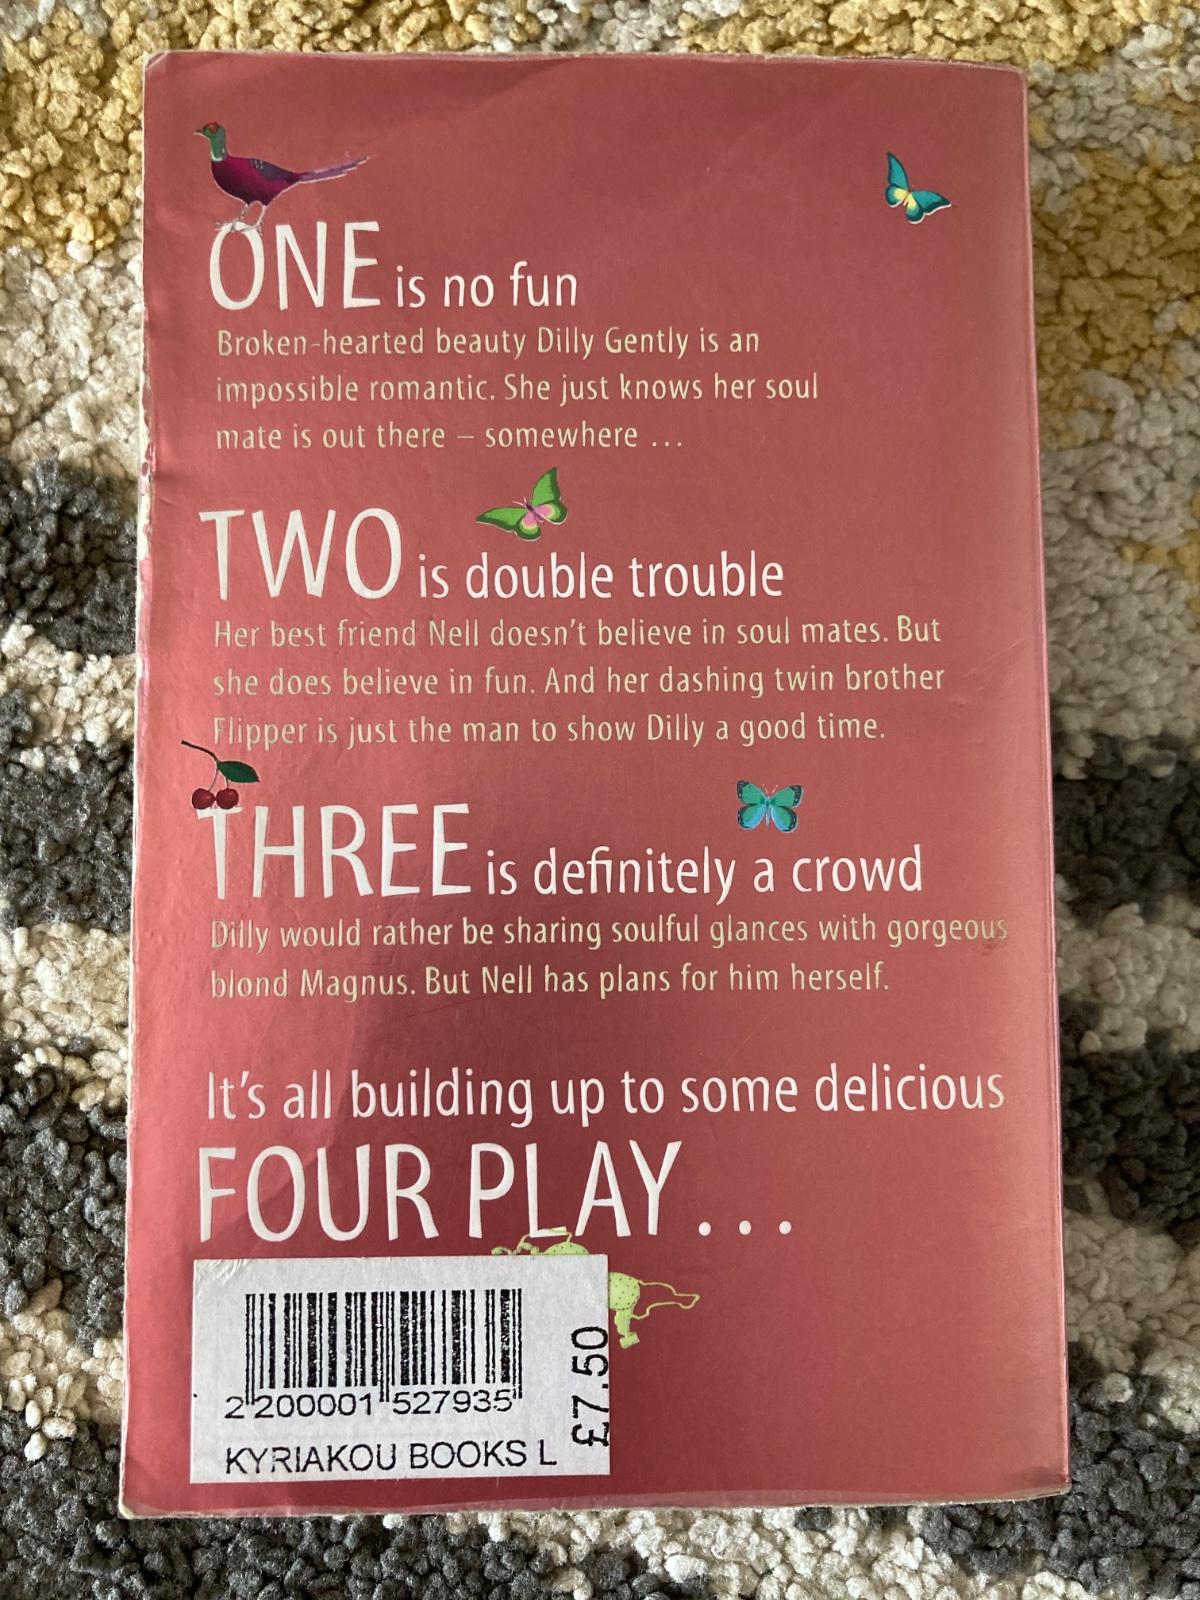 ONE is no fun
Broken-hearted beauty Dilly Gently is an
impossible romantic. She just knows her soul
mate is out there – somewhere ...
TWO is double trouble
Her best friend Nell doesn't believe in soul mates. But
she does believe in fun. And her dashing twin brother
Flipper is just the man to show Dilly a good time.
THREE is definitely a crowd
Dilly would rather be sharing soulful glances with gorgeous
blond Magnus. But Nell has plans for him herself.
It's all building up to some delicious
FOUR PLAY...
2 200001 527935
KYRIAKOU BOOKS L
£7.50